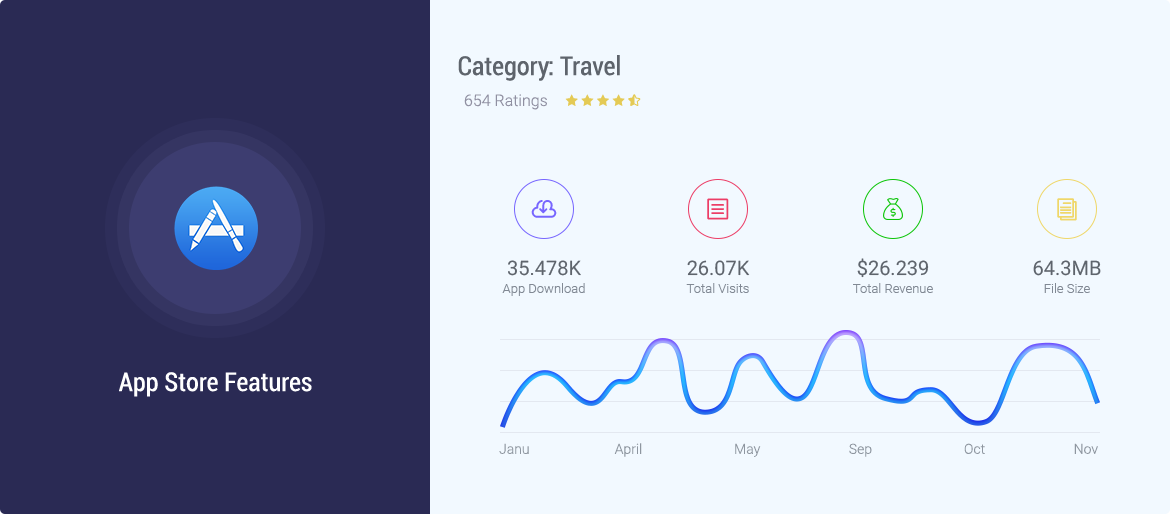 App Store Features
Category: Travel
654 Ratings
35.478K
App Download
26.07K
Total Visits
$26.239
Total Revenue
64.3MB
File Size
Janu April May Sep Oct Nov